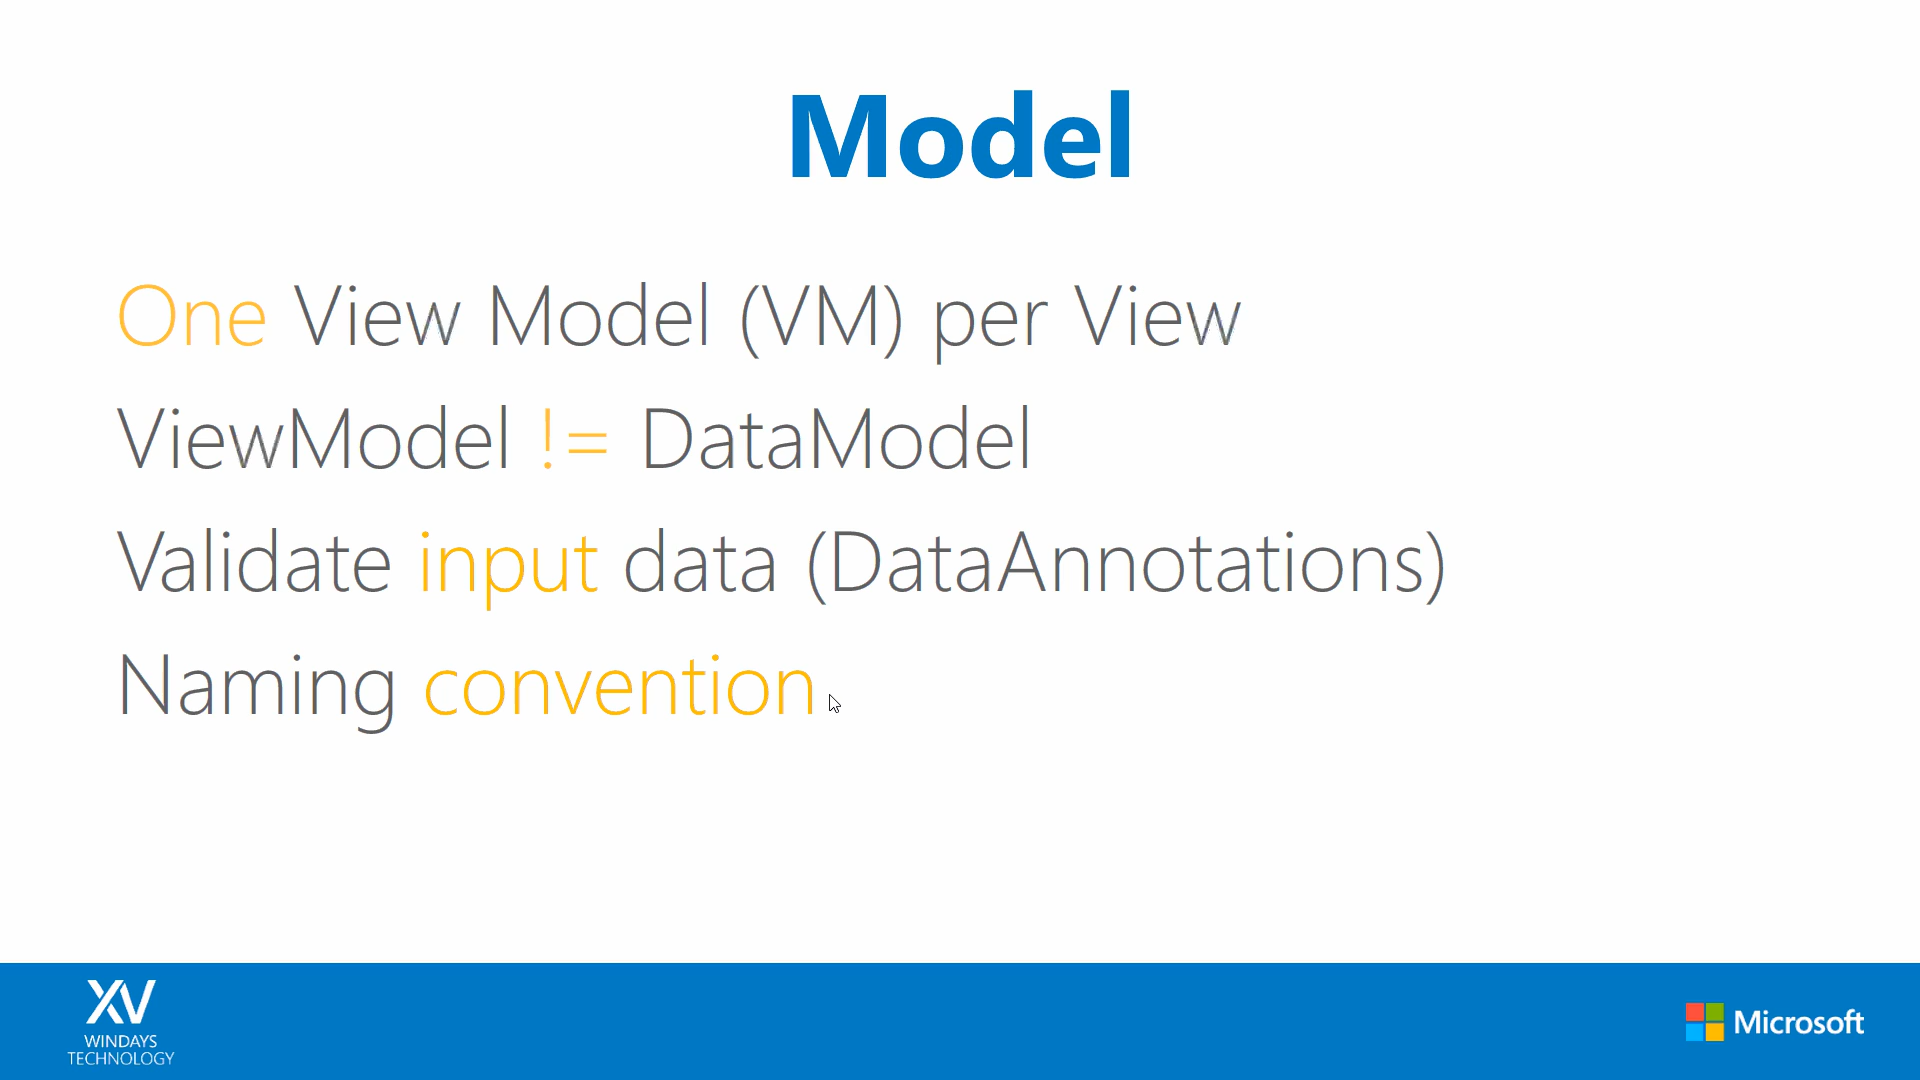 Model
One View Model (VM) per View
ViewModel != DataModel
Validate input data (DataAnnotations)
Naming convention
XV
WINDAYS
TECHNOLOGY
Microsoft